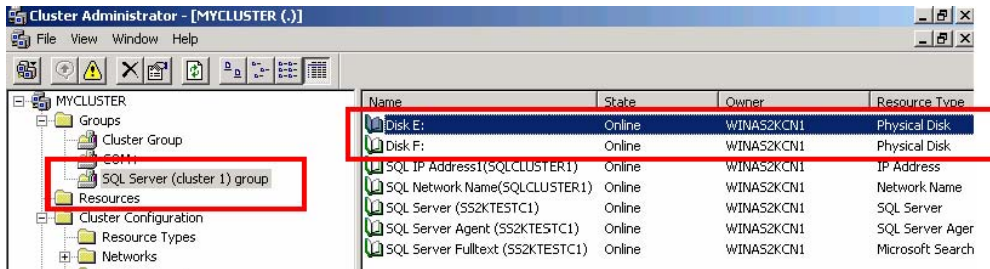 Cluster Administrator - [MYCLUSTER (.)]
File View Window Help
MYCLUSTER
Groups
Cluster Group
COM+
SQL Server (cluster 1) group
Resources
Cluster Configuration
Resource Types
Networks
Name State Owner Resource Type
Disk E: Online WINAS2KCN1 Physical Disk
Disk F: Online WINAS2KCN1 Physical Disk
SQL IP Address1(SQLCLUSTER1) Online WINAS2KCN1 IP Address
SQL Network Name(SQLCLUSTER1) Online WINAS2KCN1 Network Name
SQL Server (SS2KTESTC1) Online WINAS2KCN1 SQL Server
SQL Server Agent (SS2KTESTC1) Online WINAS2KCN1 SQL Server Ager
SQL Server Fulltext (SS2KTESTC1) Online WINAS2KCN1 Microsoft Search